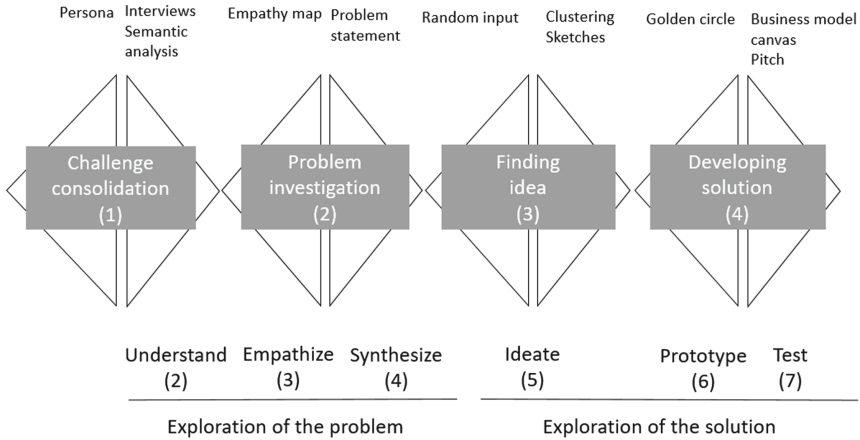 Persona
Interviews
Semantic
analysis
Empathy map
Problem
statement
Random input
Clustering
Sketches
Golden circle
Business model
canvas
Pitch
Challenge
consolidation
(1)
Problem
investigation
(2)
Finding
idea
(3)
Developing
solution
(4)
Understand
(2)
Empathize
(3)
Synthesize
(4)
Ideate
(5)
Prototype
(6)
Test
(7)
Exploration of the problem
Exploration of the solution